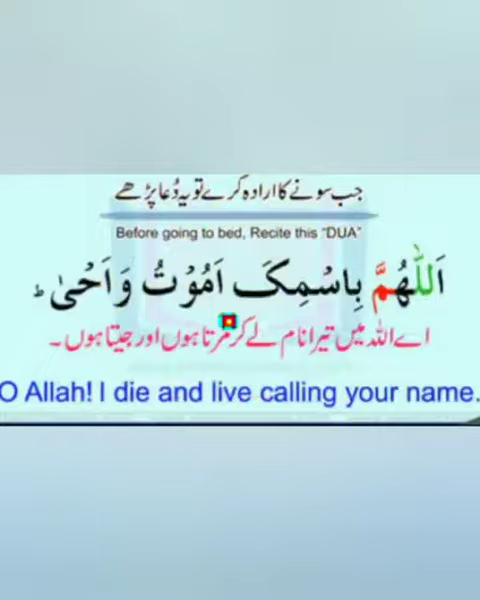 جب سونے کا ارادہ کرے تو یہ دُعا پڑھے
Before going to bed, Recite this "DUA"
اَللّٰهُمَّ بِاسْمِکَ اَمُوْتُ وَاَحْیٰی ؕ
اے اللہ میں تیرا نام لے کر مرتا ہوں اور جیتا ہوں ۔
O Allah! I die and live calling your name.